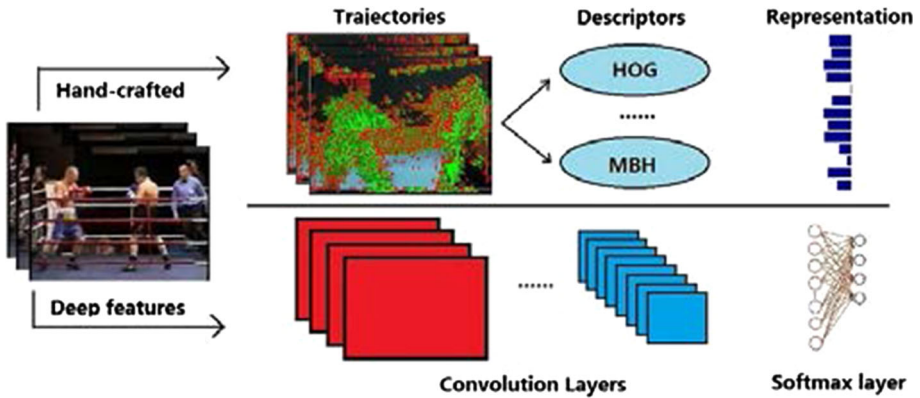 Trajectories
Descriptors
Representation
Hand-crafted
HOG
......
MBH
Deep features
......
Convolution Layers
Softmax layer